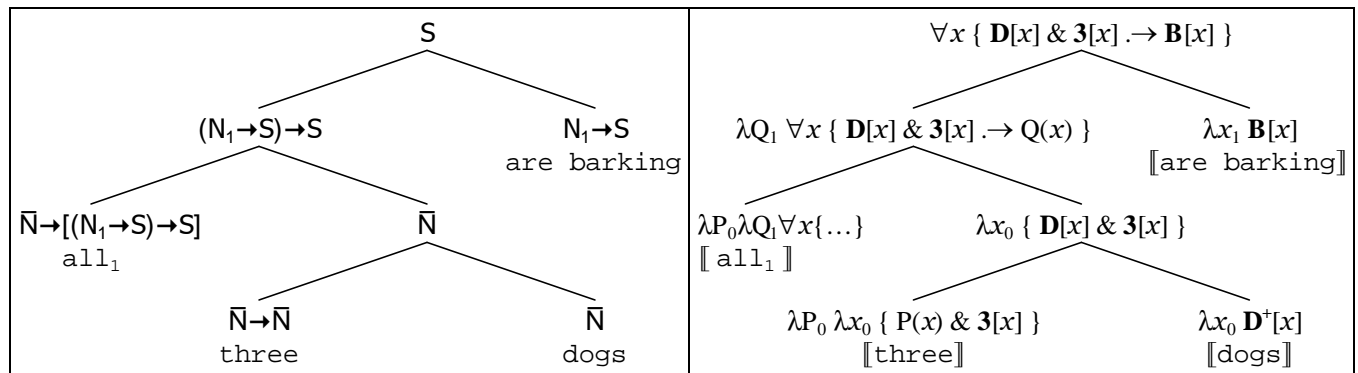 S
(N₁→S)→S
N₁→S
are barking
N̄→[(N₁→S)→S]
all₁
N̄
N̄→N̄
three
N̄
dogs
∀x { D[x] & 3[x] .→ B[x] }
λQ₁ ∀x { D[x] & 3[x] .→ Q(x) }
λx₁ B[x]
⟦are barking⟧
λP₀λQ₁∀x{…}
⟦ all₁ ⟧
λx₀ { D[x] & 3[x] }
λP₀ λx₀ { P(x) & 3[x] }
⟦three⟧
λx₀ D⁺[x]
⟦dogs⟧